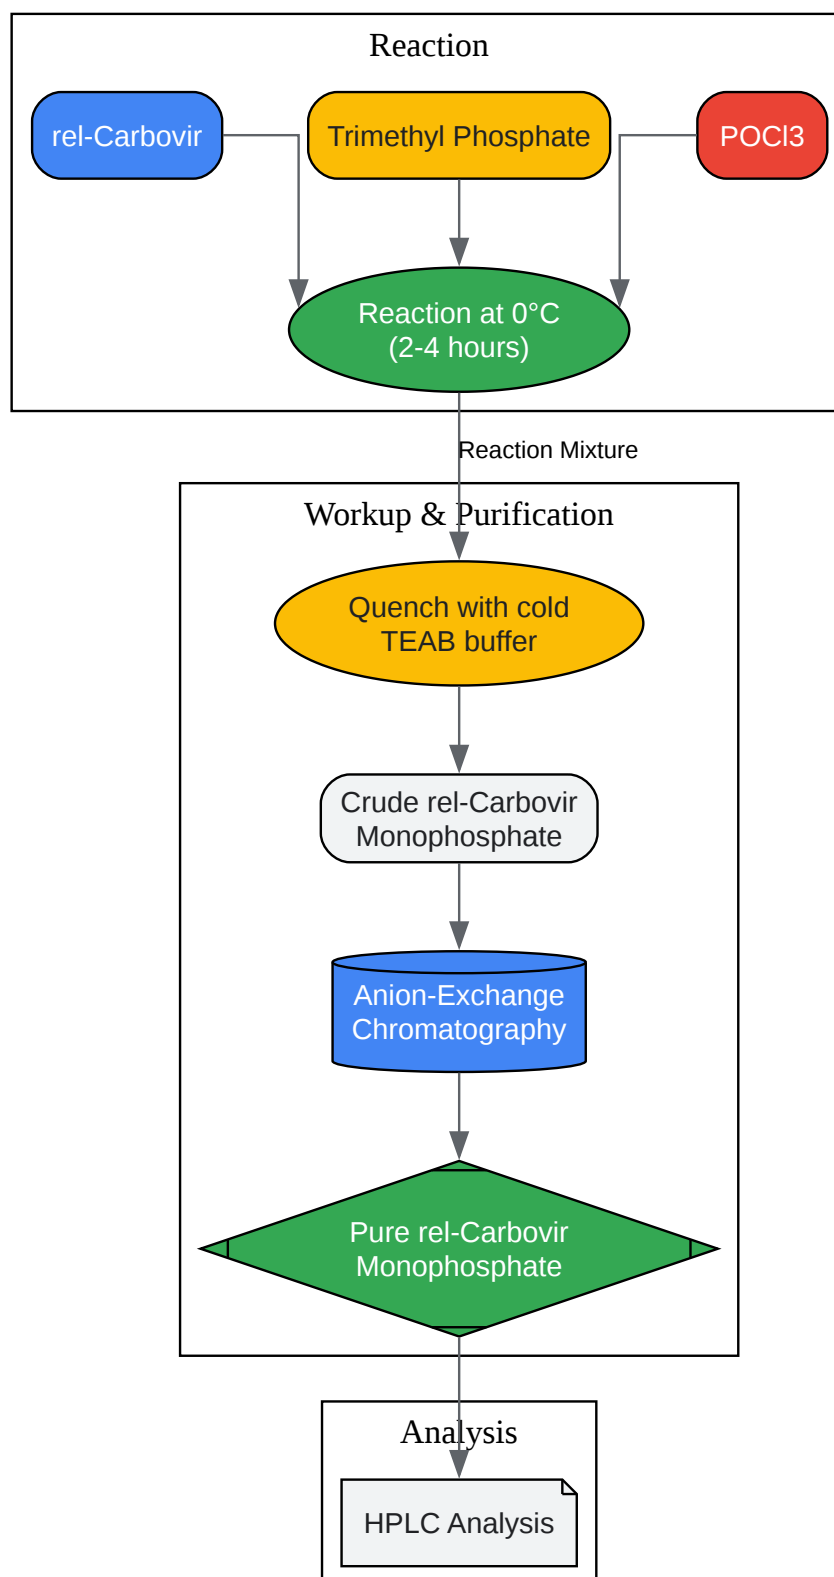 Reaction
rel-Carbovir
Trimethyl Phosphate
POCl3
Reaction at 0°C
(2-4 hours)
Reaction Mixture
Workup & Purification
Quench with cold
TEAB buffer
Crude rel-Carbovir
Monophosphate
Anion-Exchange
Chromatography
Pure rel-Carbovir
Monophosphate
Analysis
HPLC Analysis